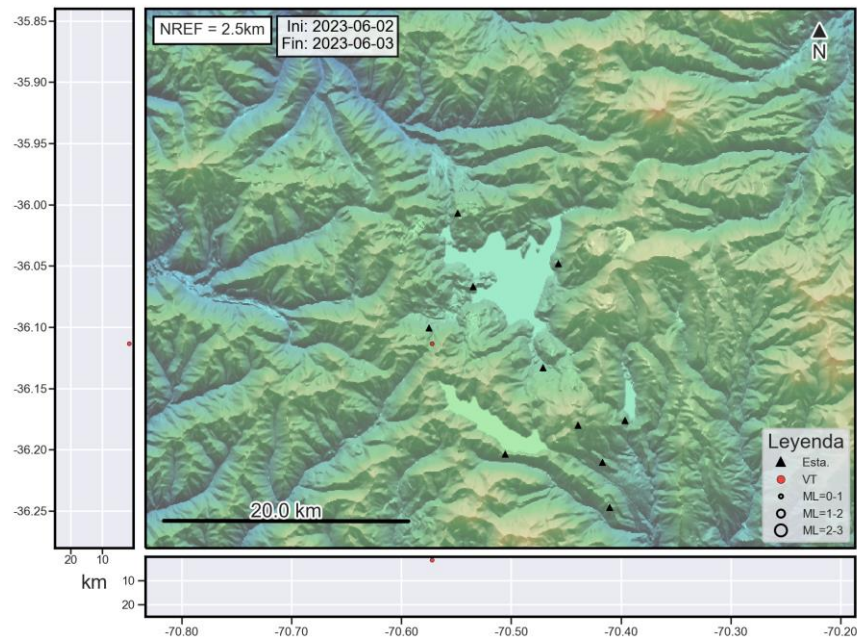 NREF = 2.5km
Ini: 2023-06-02
Fin: 2023-06-03
N
-35.85
-35.90
-35.95
-36.00
-36.05
-36.10
-36.15
-36.20
-36.25
20.0 km
Leyenda
Esta.
VT
ML=0-1
ML=1-2
ML=2-3
20 10
km
10
20
-70.80 -70.70 -70.60 -70.50 -70.40 -70.30 -70.20